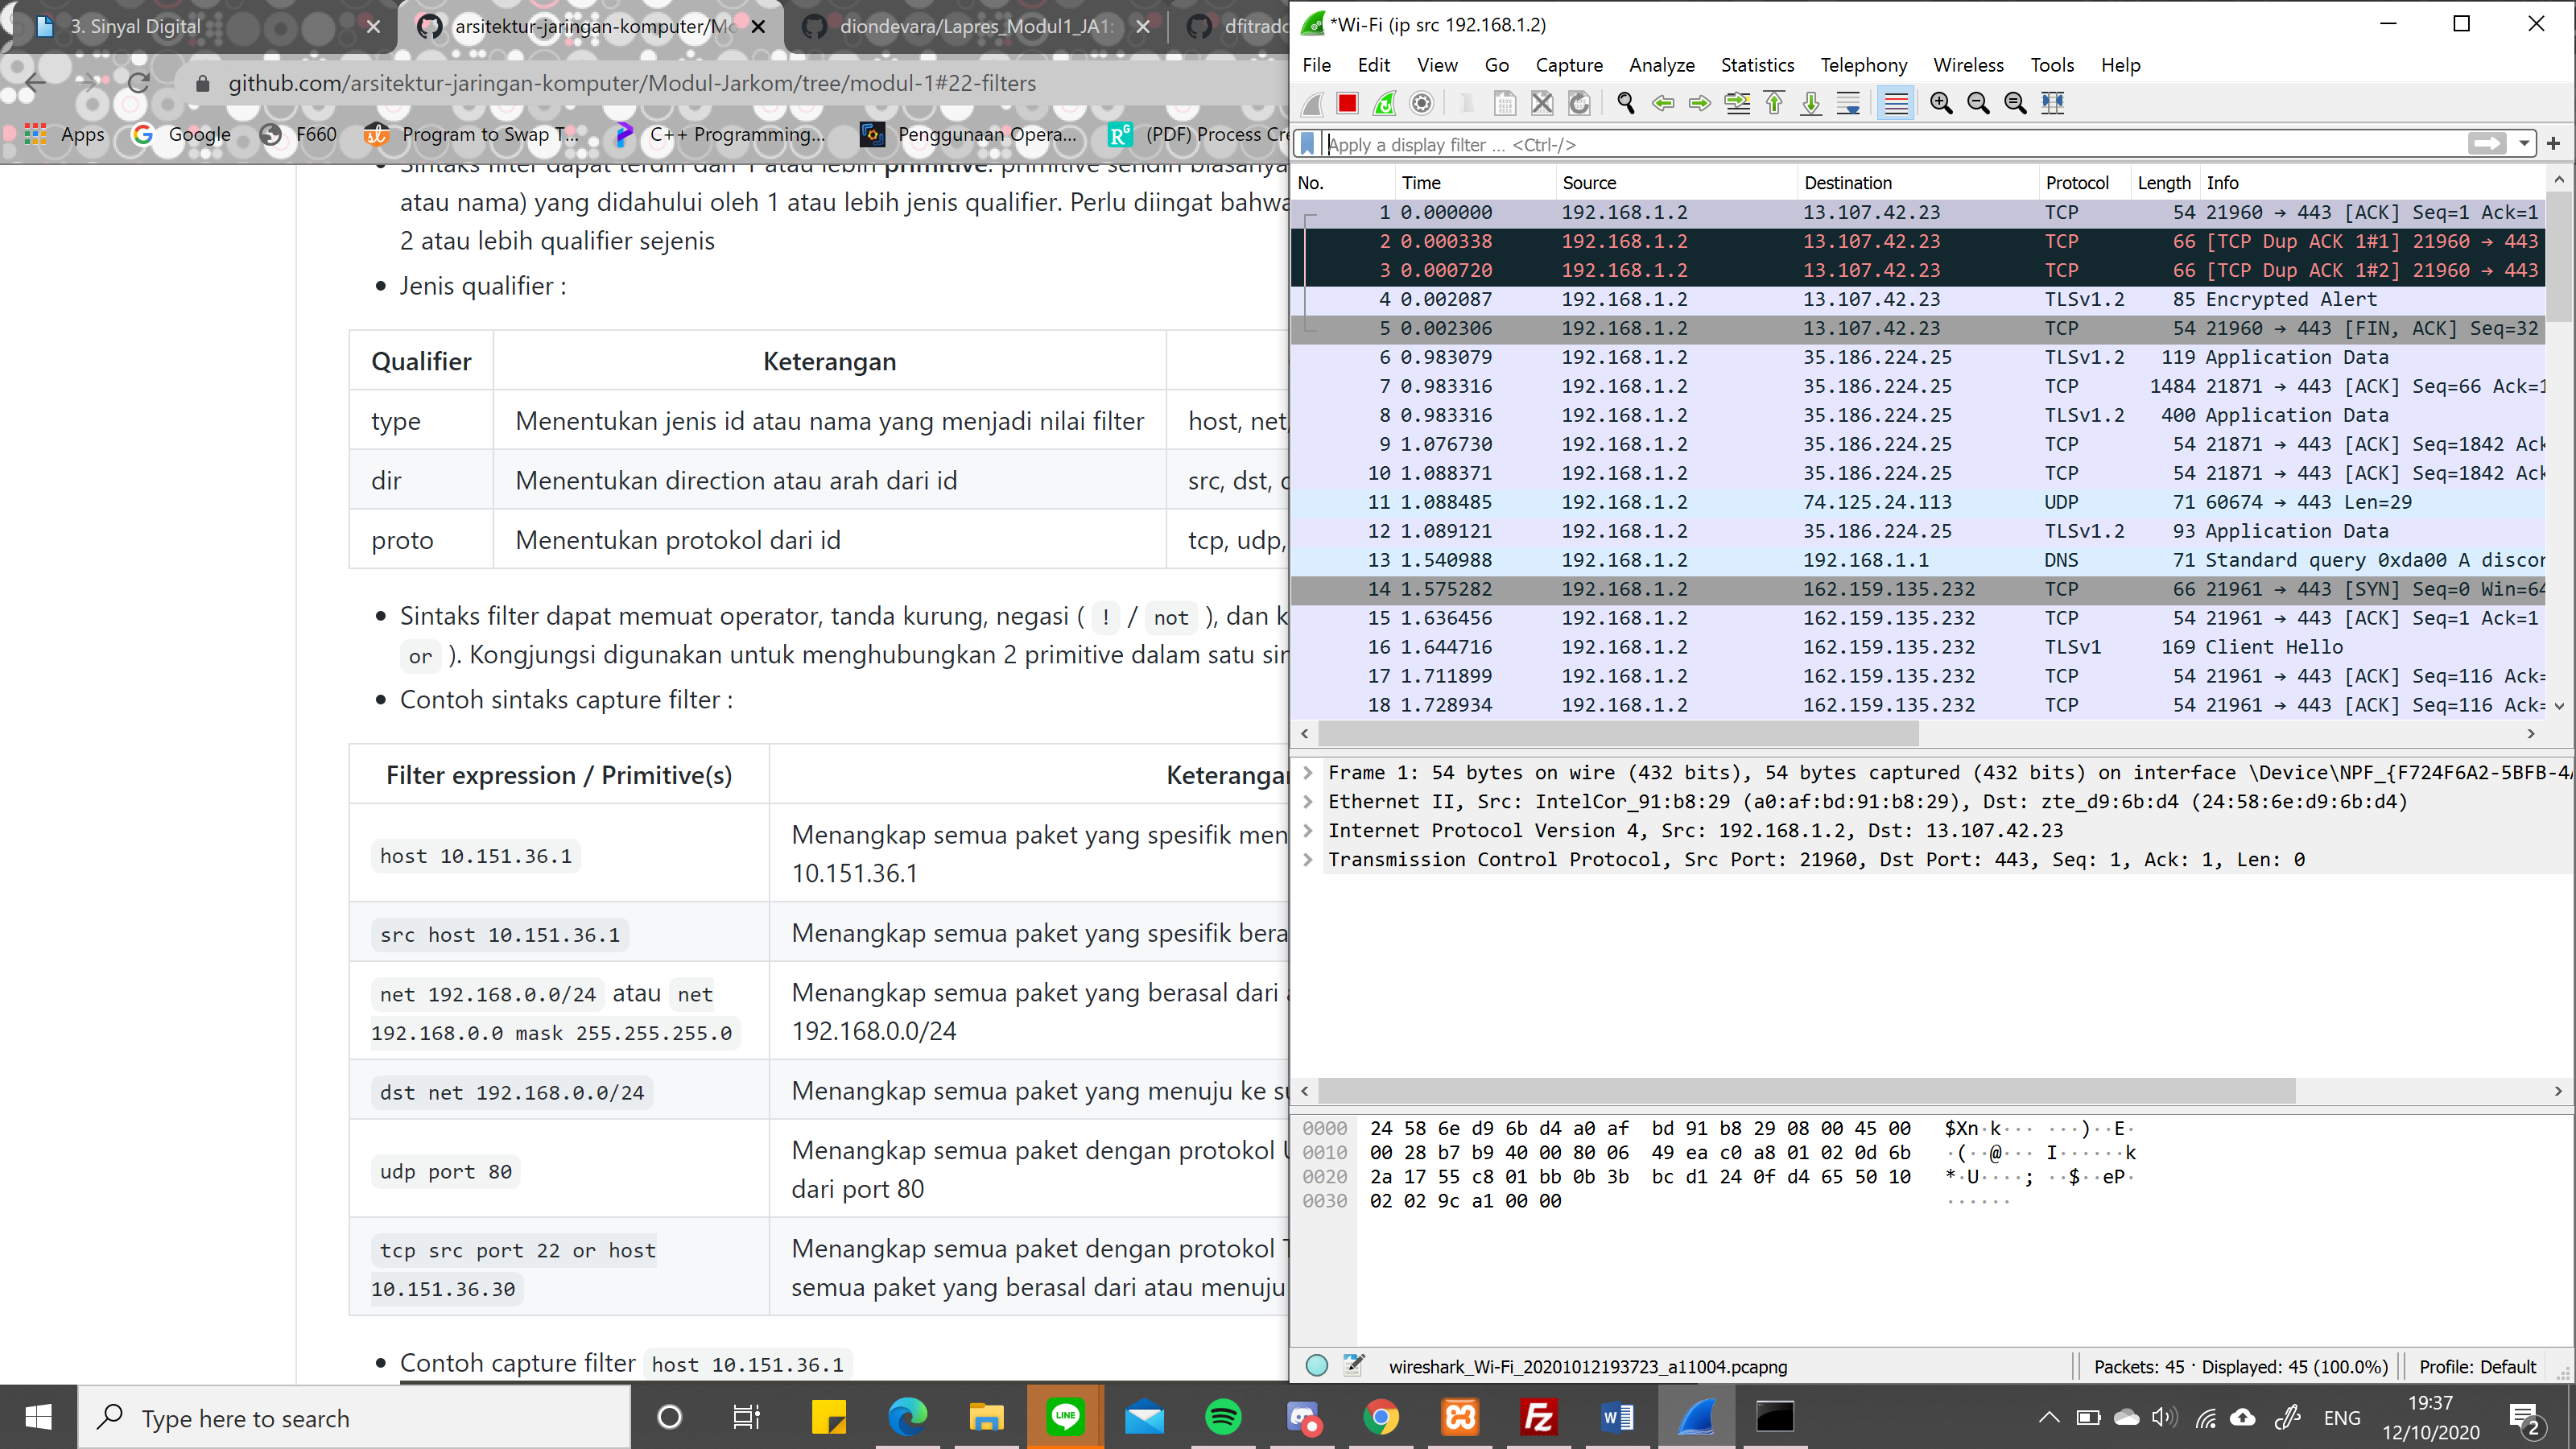 3. Sinyal Digital
arsitektur-jaringan-komputer/Mo
diondevara/Lapres_Modul1_JA1:
dfitrado
github.com/arsitektur-jaringan-komputer/Modul-Jarkom/tree/modul-1#22-filters
Apps Google F660 Program to Swap T... C++ Programming... Penggunaan Opera... (PDF) Process Cre
atau nama) yang didahului oleh 1 atau lebih jenis qualifier. Perlu diingat bahwa
2 atau lebih qualifier sejenis
Jenis qualifier :
Qualifier Keterangan
type Menentukan jenis id atau nama yang menjadi nilai filter host, net,
dir Menentukan direction atau arah dari id src, dst,
proto Menentukan protokol dari id tcp, udp,
Sintaks filter dapat memuat operator, tanda kurung, negasi ( ! / not ), dan k
or ). Kongjungsi digunakan untuk menghubungkan 2 primitive dalam satu sin
Contoh sintaks capture filter :
Filter expression / Primitive(s) Keterangan
host 10.151.36.1 Menangkap semua paket yang spesifik men
10.151.36.1
src host 10.151.36.1 Menangkap semua paket yang spesifik bera
net 192.168.0.0/24 atau net Menangkap semua paket yang berasal dari
192.168.0.0 mask 255.255.255.0 192.168.0.0/24
dst net 192.168.0.0/24 Menangkap semua paket yang menuju ke su
udp port 80 Menangkap semua paket dengan protokol U
dari port 80
tcp src port 22 or host Menangkap semua paket dengan protokol T
10.151.36.30 semua paket yang berasal dari atau menuju
Contoh capture filter host 10.151.36.1
*Wi-Fi (ip src 192.168.1.2)
File Edit View Go Capture Analyze Statistics Telephony Wireless Tools Help
Apply a display filter ... <Ctrl-/>
No. Time Source Destination Protocol Length Info
1 0.000000 192.168.1.2 13.107.42.23 TCP 54 21960 → 443 [ACK] Seq=1 Ack=1
2 0.000338 192.168.1.2 13.107.42.23 TCP 66 [TCP Dup ACK 1#1] 21960 → 443
3 0.000720 192.168.1.2 13.107.42.23 TCP 66 [TCP Dup ACK 1#2] 21960 → 443
4 0.002087 192.168.1.2 13.107.42.23 TLSv1.2 85 Encrypted Alert
5 0.002306 192.168.1.2 13.107.42.23 TCP 54 21960 → 443 [FIN, ACK] Seq=32
6 0.983079 192.168.1.2 35.186.224.25 TLSv1.2 119 Application Data
7 0.983316 192.168.1.2 35.186.224.25 TCP 1484 21871 → 443 [ACK] Seq=66 Ack=1
8 0.983316 192.168.1.2 35.186.224.25 TLSv1.2 400 Application Data
9 1.076730 192.168.1.2 35.186.224.25 TCP 54 21871 → 443 [ACK] Seq=1842 Ack
10 1.088371 192.168.1.2 35.186.224.25 TCP 54 21871 → 443 [ACK] Seq=1842 Ack
11 1.088485 192.168.1.2 74.125.24.113 UDP 71 60674 → 443 Len=29
12 1.089121 192.168.1.2 35.186.224.25 TLSv1.2 93 Application Data
13 1.540988 192.168.1.2 192.168.1.1 DNS 71 Standard query 0xda00 A discor
14 1.575282 192.168.1.2 162.159.135.232 TCP 66 21961 → 443 [SYN] Seq=0 Win=64
15 1.636456 192.168.1.2 162.159.135.232 TCP 54 21961 → 443 [ACK] Seq=1 Ack=1
16 1.644716 192.168.1.2 162.159.135.232 TLSv1 169 Client Hello
17 1.711899 192.168.1.2 162.159.135.232 TCP 54 21961 → 443 [ACK] Seq=116 Ack=
18 1.728934 192.168.1.2 162.159.135.232 TCP 54 21961 → 443 [ACK] Seq=116 Ack=
Frame 1: 54 bytes on wire (432 bits), 54 bytes captured (432 bits) on interface \Device\NPF_{F724F6A2-5BFB-4A
Ethernet II, Src: IntelCor_91:b8:29 (a0:af:bd:91:b8:29), Dst: zte_d9:6b:d4 (24:58:6e:d9:6b:d4)
Internet Protocol Version 4, Src: 192.168.1.2, Dst: 13.107.42.23
Transmission Control Protocol, Src Port: 21960, Dst Port: 443, Seq: 1, Ack: 1, Len: 0
0000 24 58 6e d9 6b d4 a0 af bd 91 b8 29 08 00 45 00 $Xn·k··· ···)··E·
0010 00 28 b7 b9 40 00 80 06 49 ea c0 a8 01 02 0d 6b ·(··@··· I······k
0020 2a 17 55 c8 01 bb 0b 3b bc d1 24 0f d4 65 50 10 *·U····; ··$··eP·
0030 02 02 9c a1 00 00 ······
wireshark_Wi-Fi_20201012193723_a11004.pcapng Packets: 45 · Displayed: 45 (100.0%) Profile: Default
Type here to search
LINE
ENG
19:37
12/10/2020
2